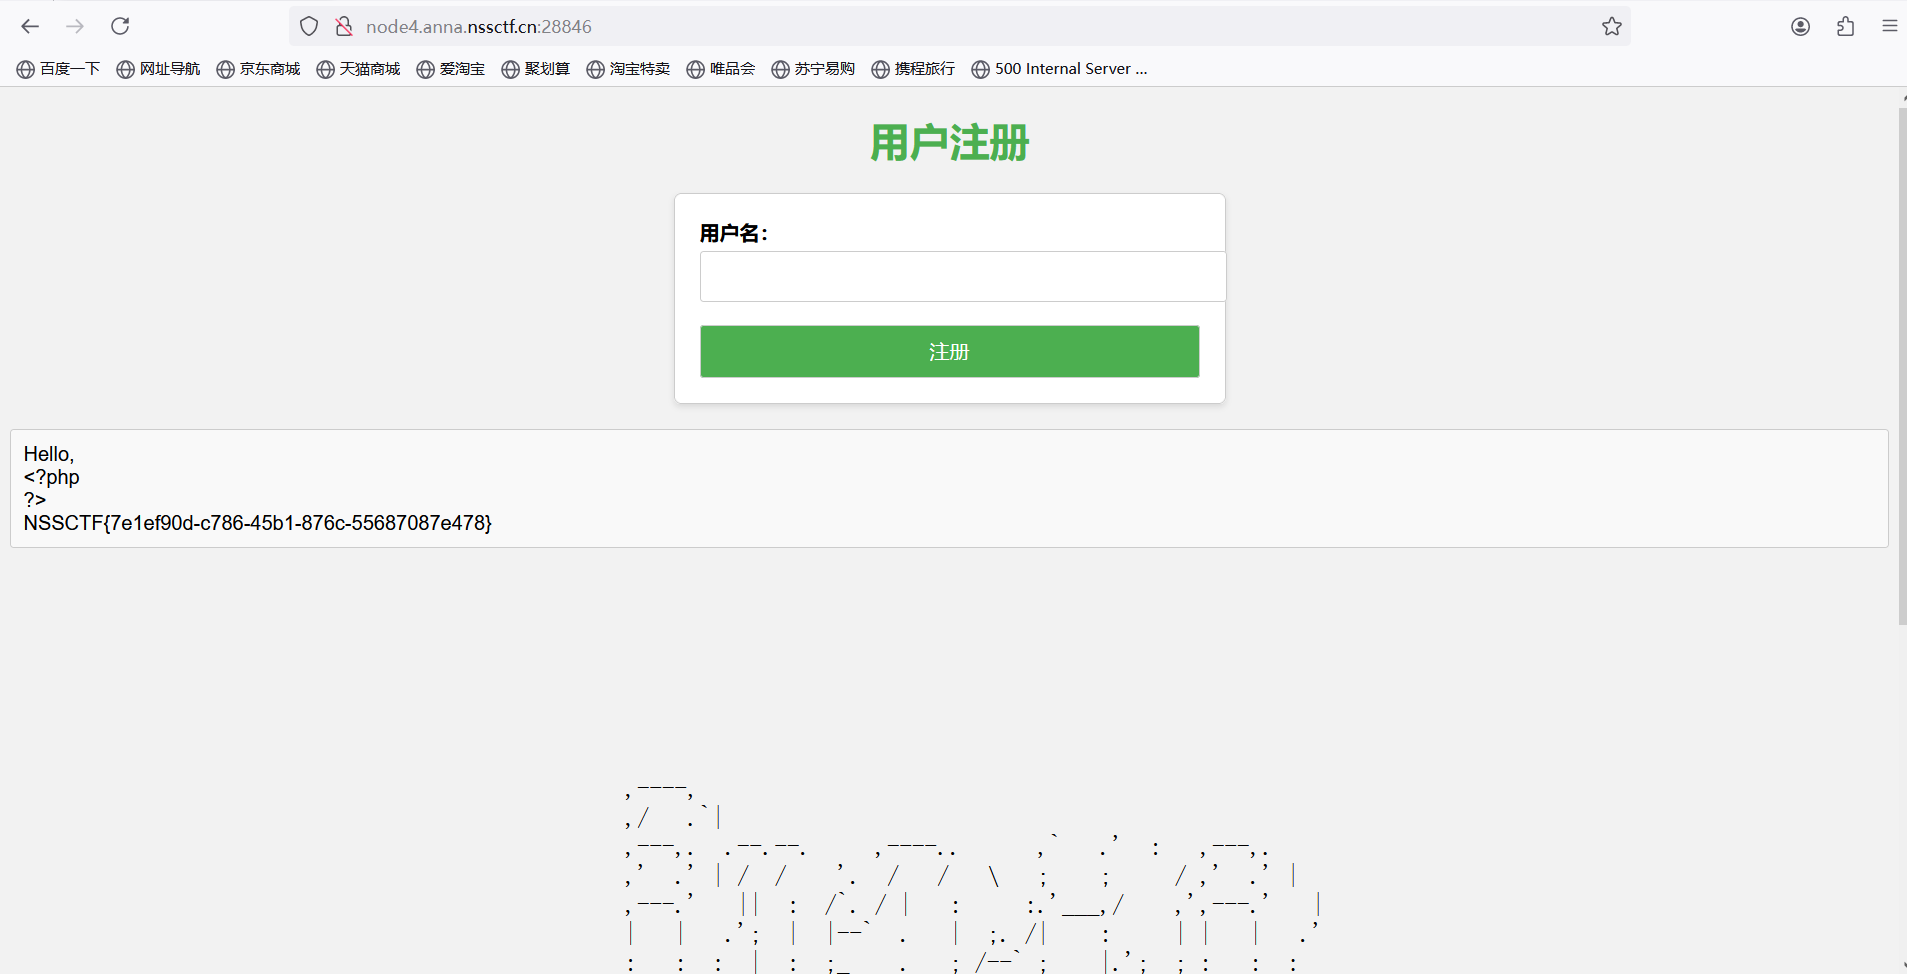 node4.anna.nssctf.cn:28846
百度一下 网址导航 京东商城 天猫商城 爱淘宝 聚划算 淘宝特卖 唯品会 苏宁易购 携程旅行 500 Internal Server ...
用户注册
用户名：
注册
Hello,
<?php
?>
NSSCTF{7e1ef90d-c786-45b1-876c-55687087e478}